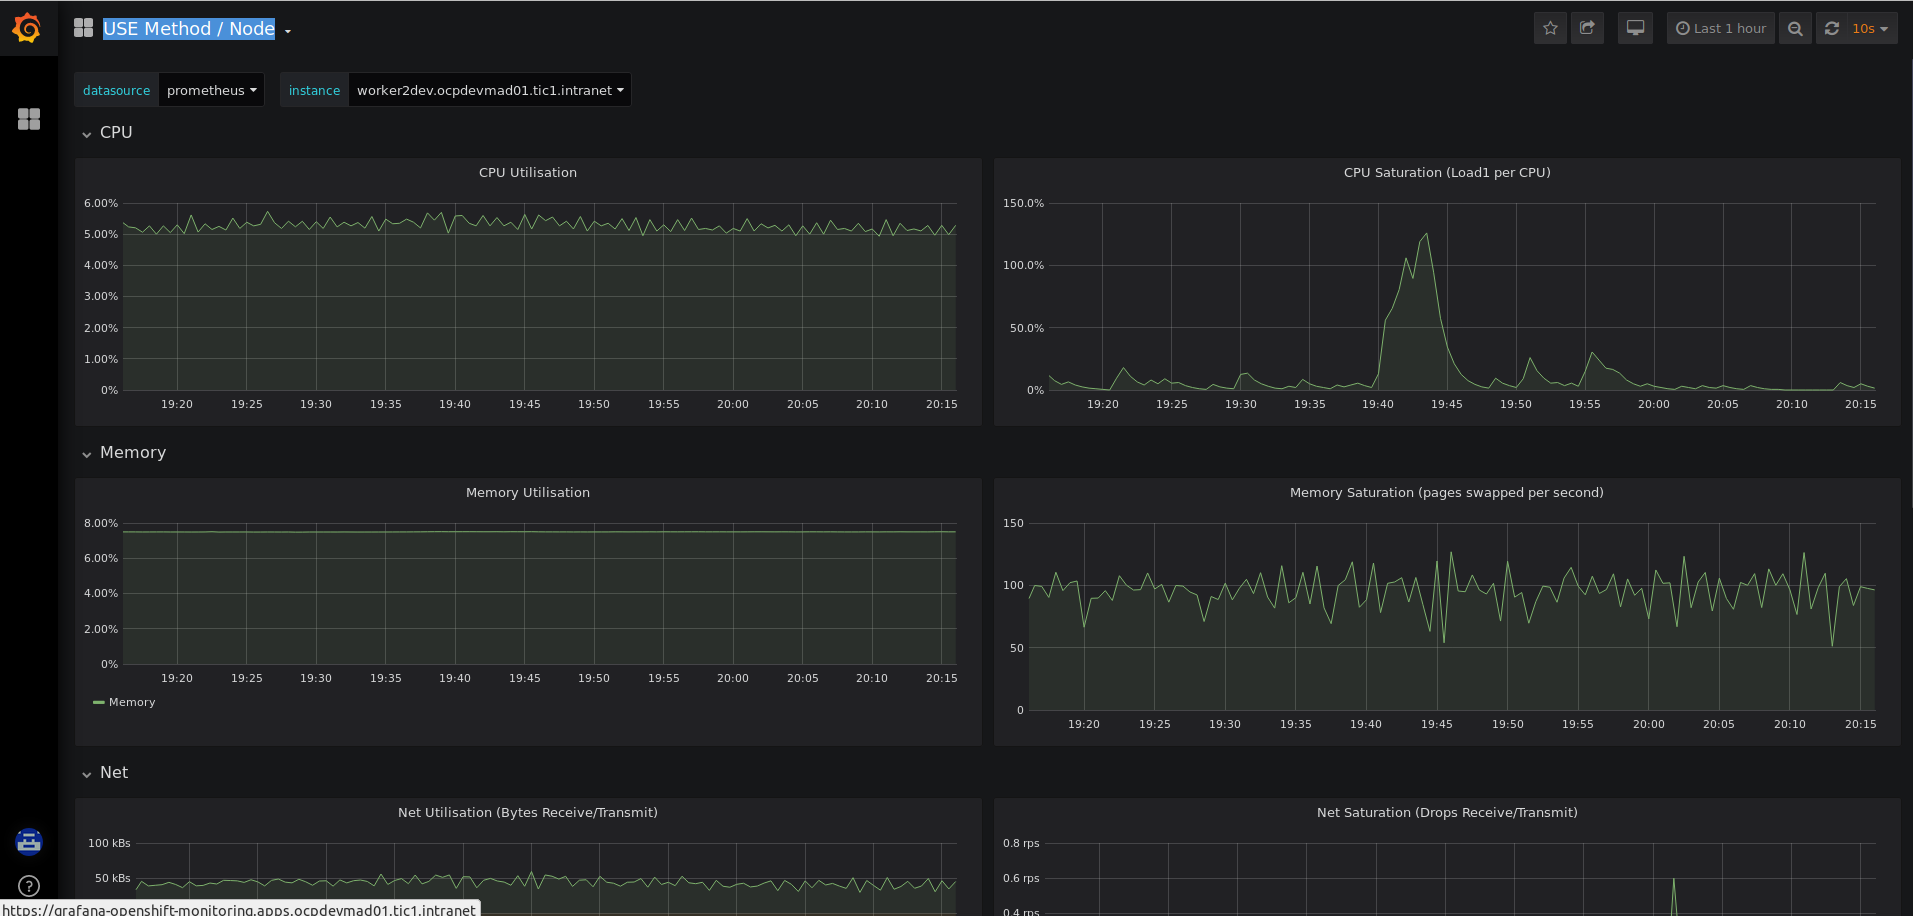 USE Method / Node
Last 1 hour
10s
datasource prometheus
instance worker2dev.ocpdevmad01.tic1.intranet
CPU
CPU Utilisation
6.00%
5.00%
4.00%
3.00%
2.00%
1.00%
0%
19:20 19:25 19:30 19:35 19:40 19:45 19:50 19:55 20:00 20:05 20:10 20:15
CPU Saturation (Load1 per CPU)
150.0%
100.0%
50.0%
0%
19:20 19:25 19:30 19:35 19:40 19:45 19:50 19:55 20:00 20:05 20:10 20:15
Memory
Memory Utilisation
8.00%
6.00%
4.00%
2.00%
0%
19:20 19:25 19:30 19:35 19:40 19:45 19:50 19:55 20:00 20:05 20:10 20:15
Memory
Memory Saturation (pages swapped per second)
150
100
50
0
19:20 19:25 19:30 19:35 19:40 19:45 19:50 19:55 20:00 20:05 20:10 20:15
Net
Net Utilisation (Bytes Receive/Transmit)
100 kBs
50 kBs
Net Saturation (Drops Receive/Transmit)
0.8 rps
0.6 rps
0.4 rps
?
https://grafana-openshift-monitoring.apps.ocpdevmad01.tic1.intranet